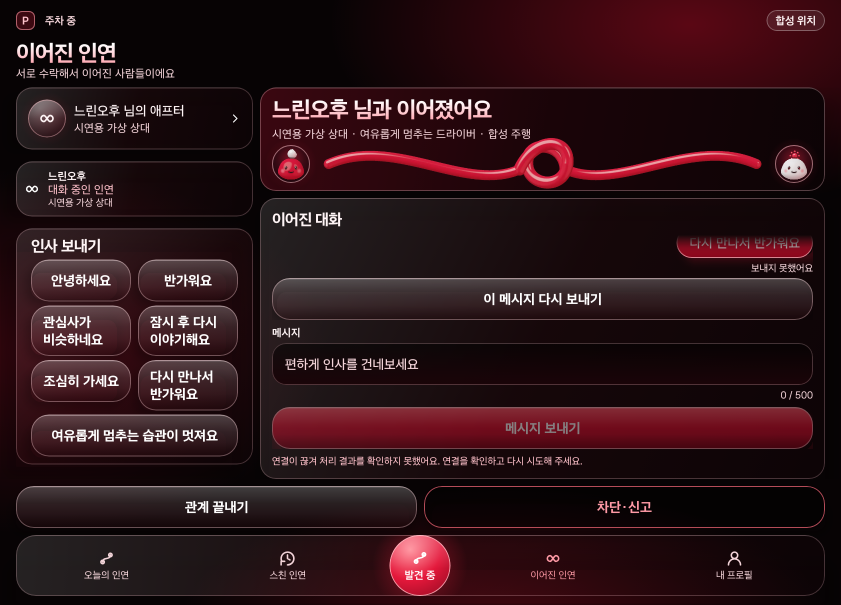 P 주차 중
합성 위치
이어진 인연
서로 수락해서 이어진 사람들이에요
느린오후 님의 애프터
시연용 가상 상대
느린오후
대화 중인 인연
시연용 가상 상대
인사 보내기
안녕하세요
반가워요
관심사가
비슷하네요
잠시 후 다시
이야기해요
조심히 가세요
다시 만나서
반가워요
여유롭게 멈추는 습관이 멋져요
느린오후 님과 이어졌어요
시연용 가상 상대 · 여유롭게 멈추는 드라이버 · 합성 주행
이어진 대화
다시 만나서 반가워요
보내지 못했어요
이 메시지 다시 보내기
메시지
편하게 인사를 건네보세요
0 / 500
메시지 보내기
연결이 끊겨 처리 결과를 확인하지 못했어요. 연결을 확인하고 다시 시도해 주세요.
관계 끝내기
차단·신고
오늘의 인연
스친 인연
발견 중
이어진 인연
내 프로필